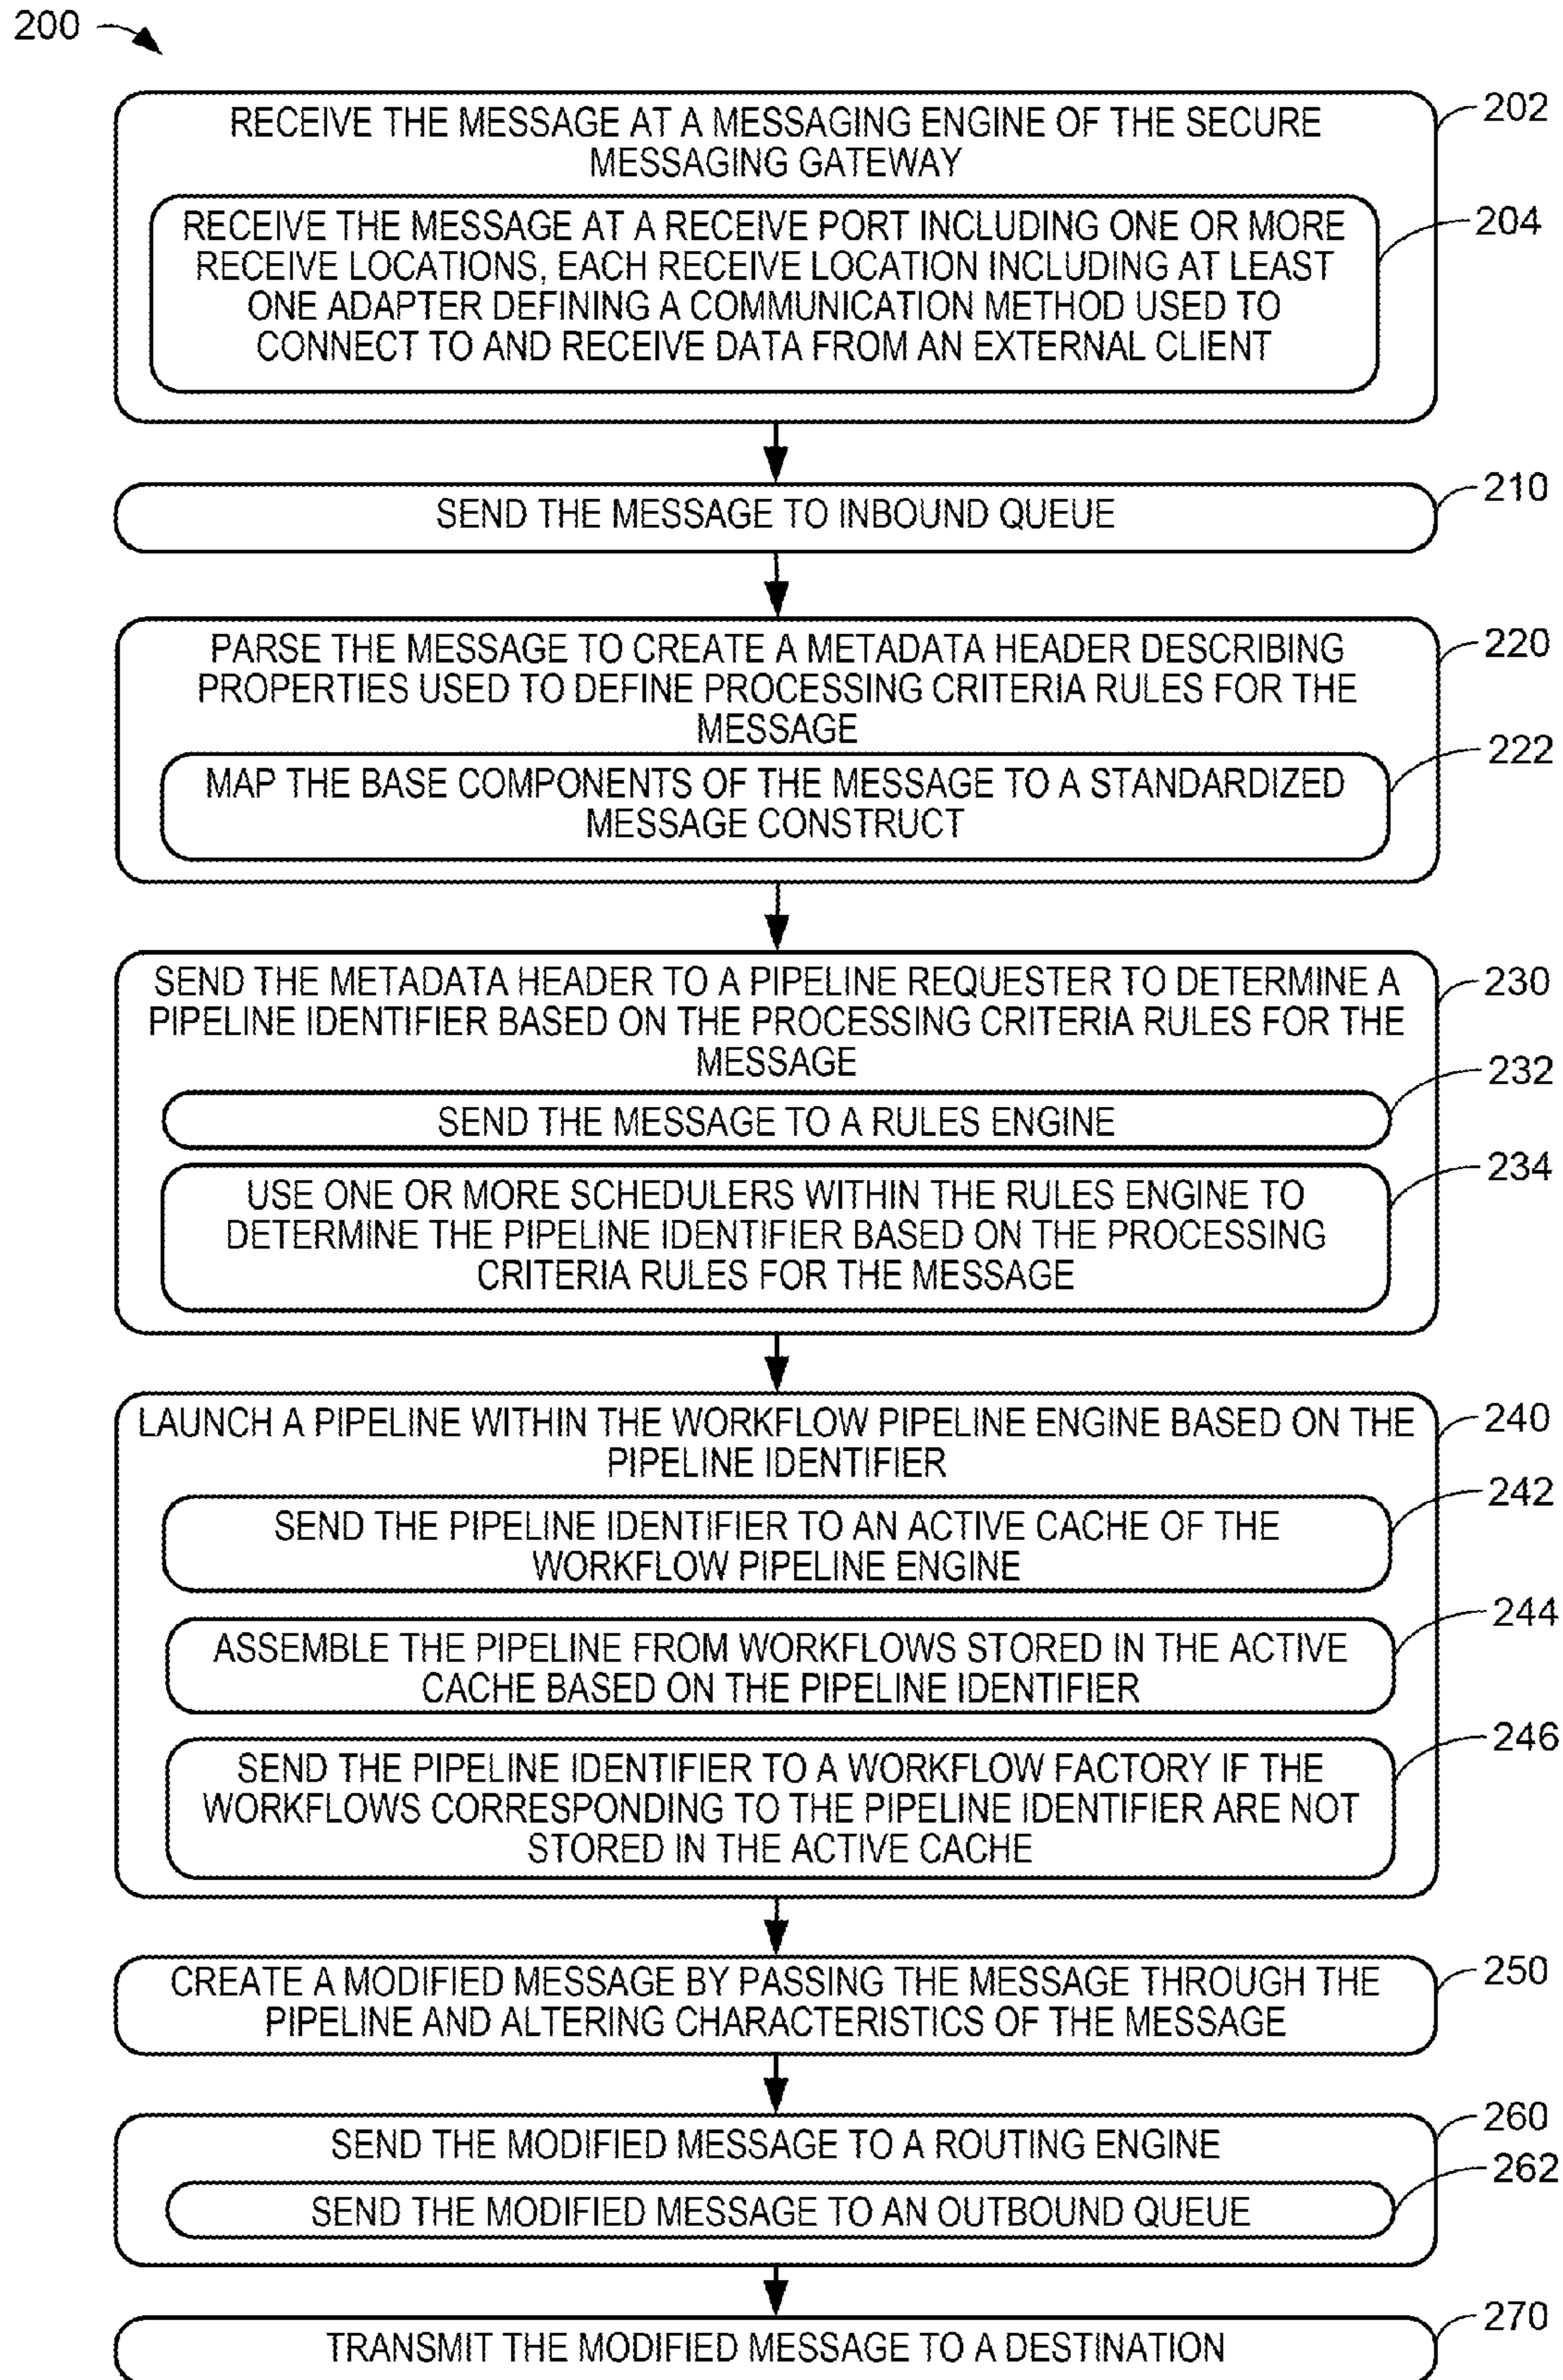 200
RECEIVE THE MESSAGE AT A MESSAGING ENGINE OF THE SECURE
MESSAGING GATEWAY
202
RECEIVE THE MESSAGE AT A RECEIVE PORT INCLUDING ONE OR MORE
RECEIVE LOCATIONS, EACH RECEIVE LOCATION INCLUDING AT LEAST
ONE ADAPTER DEFINING A COMMUNICATION METHOD USED TO
CONNECT TO AND RECEIVE DATA FROM AN EXTERNAL CLIENT
204
SEND THE MESSAGE TO INBOUND QUEUE
210
PARSE THE MESSAGE TO CREATE A METADATA HEADER DESCRIBING
PROPERTIES USED TO DEFINE PROCESSING CRITERIA RULES FOR THE
MESSAGE
220
MAP THE BASE COMPONENTS OF THE MESSAGE TO A STANDARDIZED
MESSAGE CONSTRUCT
222
SEND THE METADATA HEADER TO A PIPELINE REQUESTER TO DETERMINE A
PIPELINE IDENTIFIER BASED ON THE PROCESSING CRITERIA RULES FOR THE
MESSAGE
230
SEND THE MESSAGE TO A RULES ENGINE
232
USE ONE OR MORE SCHEDULERS WITHIN THE RULES ENGINE TO
DETERMINE THE PIPELINE IDENTIFIER BASED ON THE PROCESSING
CRITERIA RULES FOR THE MESSAGE
234
LAUNCH A PIPELINE WITHIN THE WORKFLOW PIPELINE ENGINE BASED ON THE
PIPELINE IDENTIFIER
240
SEND THE PIPELINE IDENTIFIER TO AN ACTIVE CACHE OF THE
WORKFLOW PIPELINE ENGINE
242
ASSEMBLE THE PIPELINE FROM WORKFLOWS STORED IN THE ACTIVE
CACHE BASED ON THE PIPELINE IDENTIFIER
244
SEND THE PIPELINE IDENTIFIER TO A WORKFLOW FACTORY IF THE
WORKFLOWS CORRESPONDING TO THE PIPELINE IDENTIFIER ARE NOT
STORED IN THE ACTIVE CACHE
246
CREATE A MODIFIED MESSAGE BY PASSING THE MESSAGE THROUGH THE
PIPELINE AND ALTERING CHARACTERISTICS OF THE MESSAGE
250
SEND THE MODIFIED MESSAGE TO A ROUTING ENGINE
260
SEND THE MODIFIED MESSAGE TO AN OUTBOUND QUEUE
262
TRANSMIT THE MODIFIED MESSAGE TO A DESTINATION
270